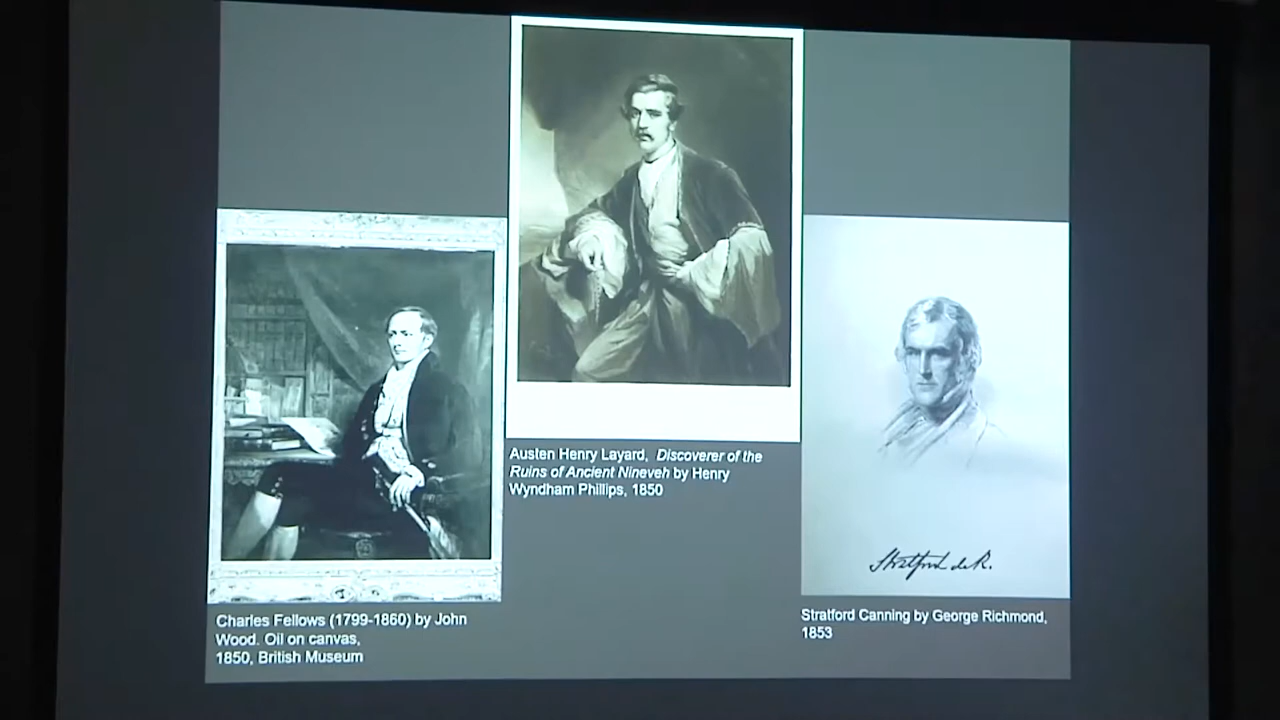 Austen Henry Layard, Discoverer of the
Ruins of Ancient Nineveh by Henry
Wyndham Phillips, 1850
Stratford de R.
Charles Fellows (1799-1860) by John
Wood. Oil on canvas,
1850, British Museum
Stratford Canning by George Richmond,
1853